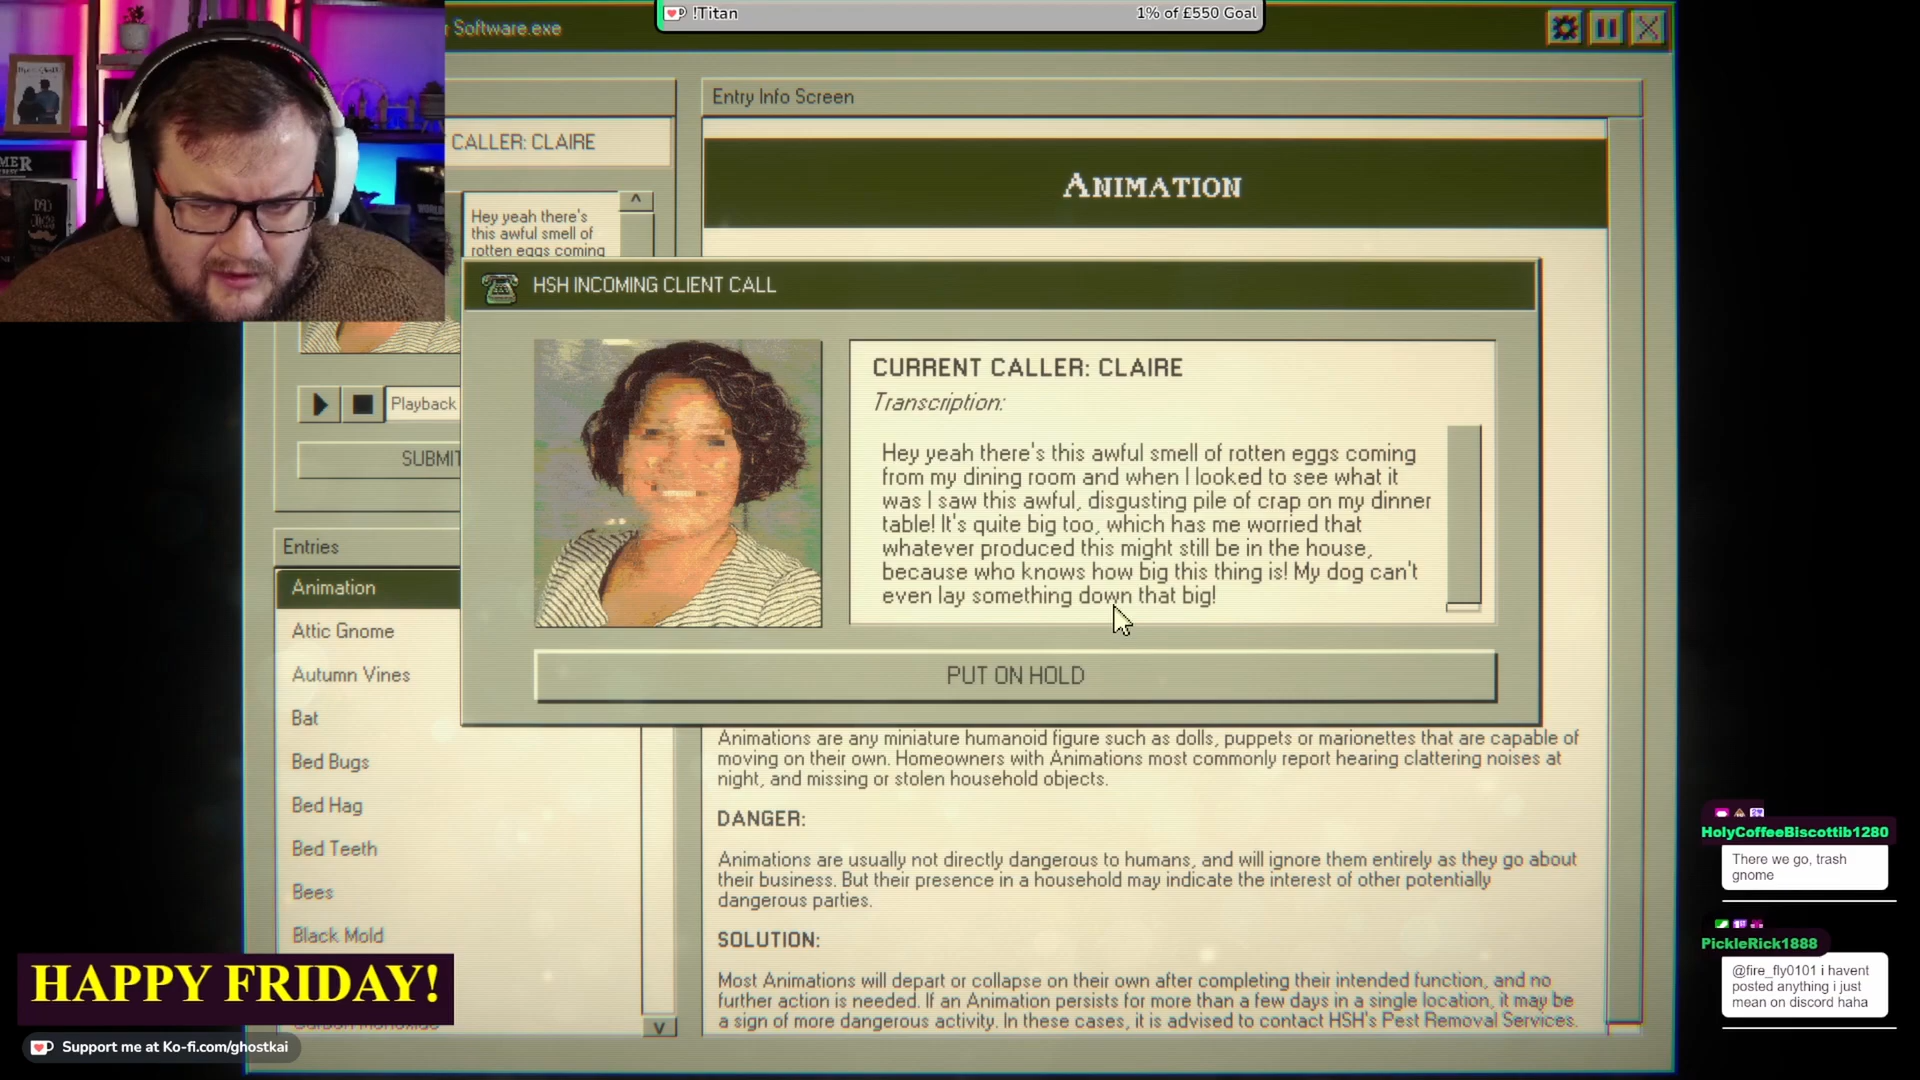 !Titan
1% of £550 Goal
Software.exe
Entry Info Screen
CALLER: CLAIRE
ANIMATION
Hey yeah there's
this awful smell of
rotten eggs coming
HSH INCOMING CLIENT CALL
CURRENT CALLER: CLAIRE
Transcription:
Hey yeah there's this awful smell of rotten eggs coming
from my dining room and when I looked to see what it
was I saw this awful, disgusting pile of crap on my dinner
table! It's quite big too, which has me worried that
whatever produced this might still be in the house,
because who knows how big this thing is! My dog can't
even lay something down that big!
PUT ON HOLD
Playback
SUBMIT
Entries
Animation
Attic Gnome
Autumn Vines
Bat
Bed Bugs
Bed Hag
Bed Teeth
Bees
Black Mold
Animations are any miniature humanoid figure such as dolls, puppets or marionettes that are capable of
moving on their own. Homeowners with Animations most commonly report hearing clattering noises at
night, and missing or stolen household objects.
DANGER:
Animations are usually not directly dangerous to humans, and will ignore them entirely as they go about
their business. But their presence in a household may indicate the interest of other potentially
dangerous parties.
SOLUTION:
Most Animations will depart or collapse on their own after completing their intended function, and no
further action is needed. If an Animation persists for more than a few days in a single location, it may be
a sign of more dangerous activity. In these cases, it is advised to contact HSH's Pest Removal Services.
HAPPY FRIDAY!
Support me at Ko-fi.com/ghostkai
HolyCoffeeBiscottib1280
There we go, trash
gnome
PickleRick1888
@fire_fly0101 i havent
posted anything i just
mean on discord haha